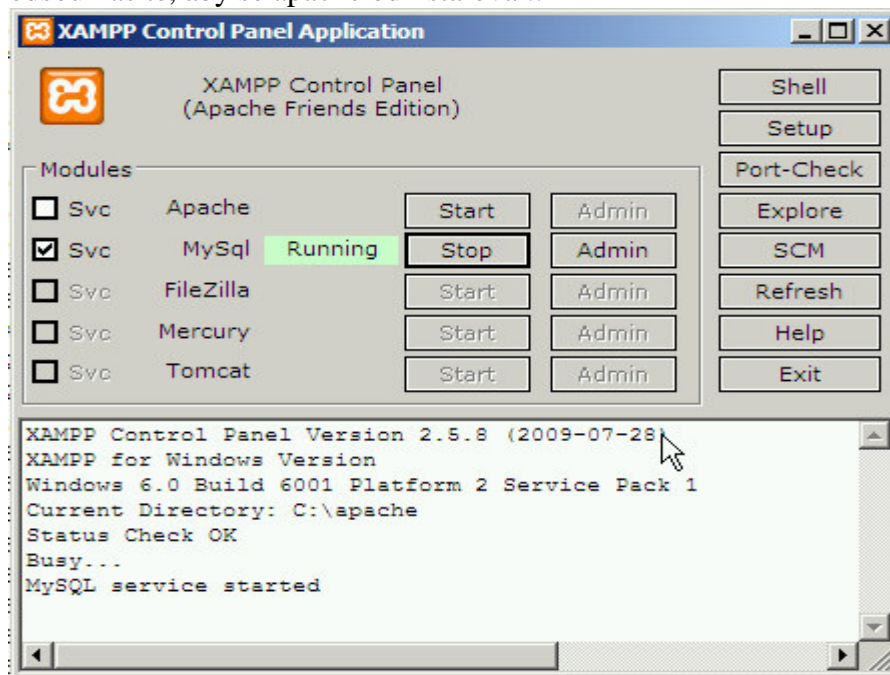 XAMPP Control Panel Application
XAMPP Control Panel
(Apache Friends Edition)
Shell
Setup
Modules
Port-Check
Svc Apache Start Admin Explore
Svc MySql Running Stop Admin SCM
Svc FileZilla Start Admin Refresh
Svc Mercury Start Admin Help
Svc Tomcat Start Admin Exit
XAMPP Control Panel Version 2.5.8 (2009-07-28)
XAMPP for Windows Version
Windows 6.0 Build 6001 Platform 2 Service Pack 1
Current Directory: C:\apache
Status Check OK
Busy...
MySQL service started